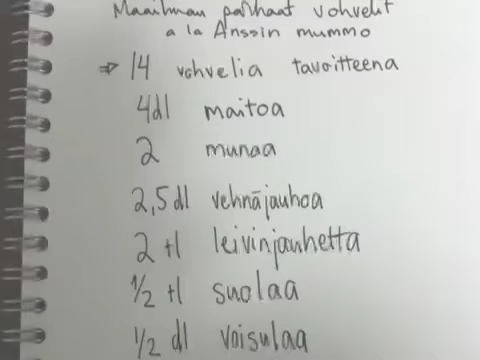 Maailman parhaat vohvelit
a la Anssin mummo
⇒ 14 vohvelia tavoitteena
4dl maitoa
2 munaa
2,5 dl vehnäjauhoa
2 tl leivinjauhetta
1/2 tl suolaa
1/2 dl voisulaa